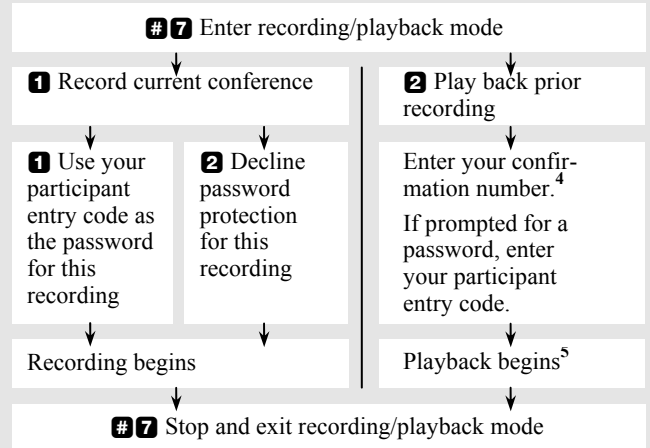 #7 Enter recording/playback mode
1 Record current conference
1 Use your
participant
entry code as
the password
for this
recording
2 Decline
password
protection
for this
recording
Recording begins
2 Play back prior
recording
Enter your confir-
mation number.4
If prompted for a
password, enter
your participant
entry code.
Playback begins5
#7 Stop and exit recording/playback mode